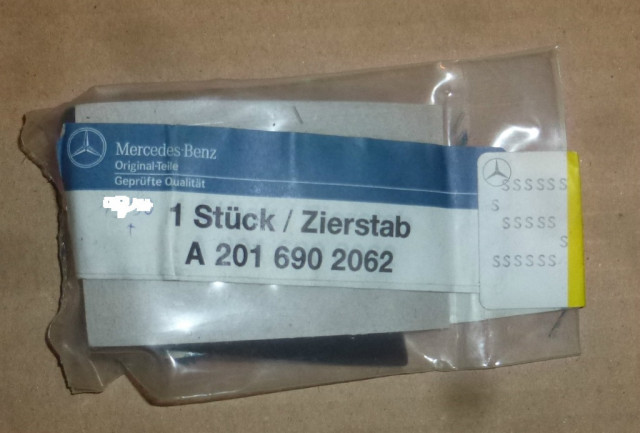 Mercedes-Benz
Original-Teile
Geprüfte Qualität
1 Stück / Zierstab
A 201 690 2062
SSSSSS
S
SSSSS
S
SSSSSS